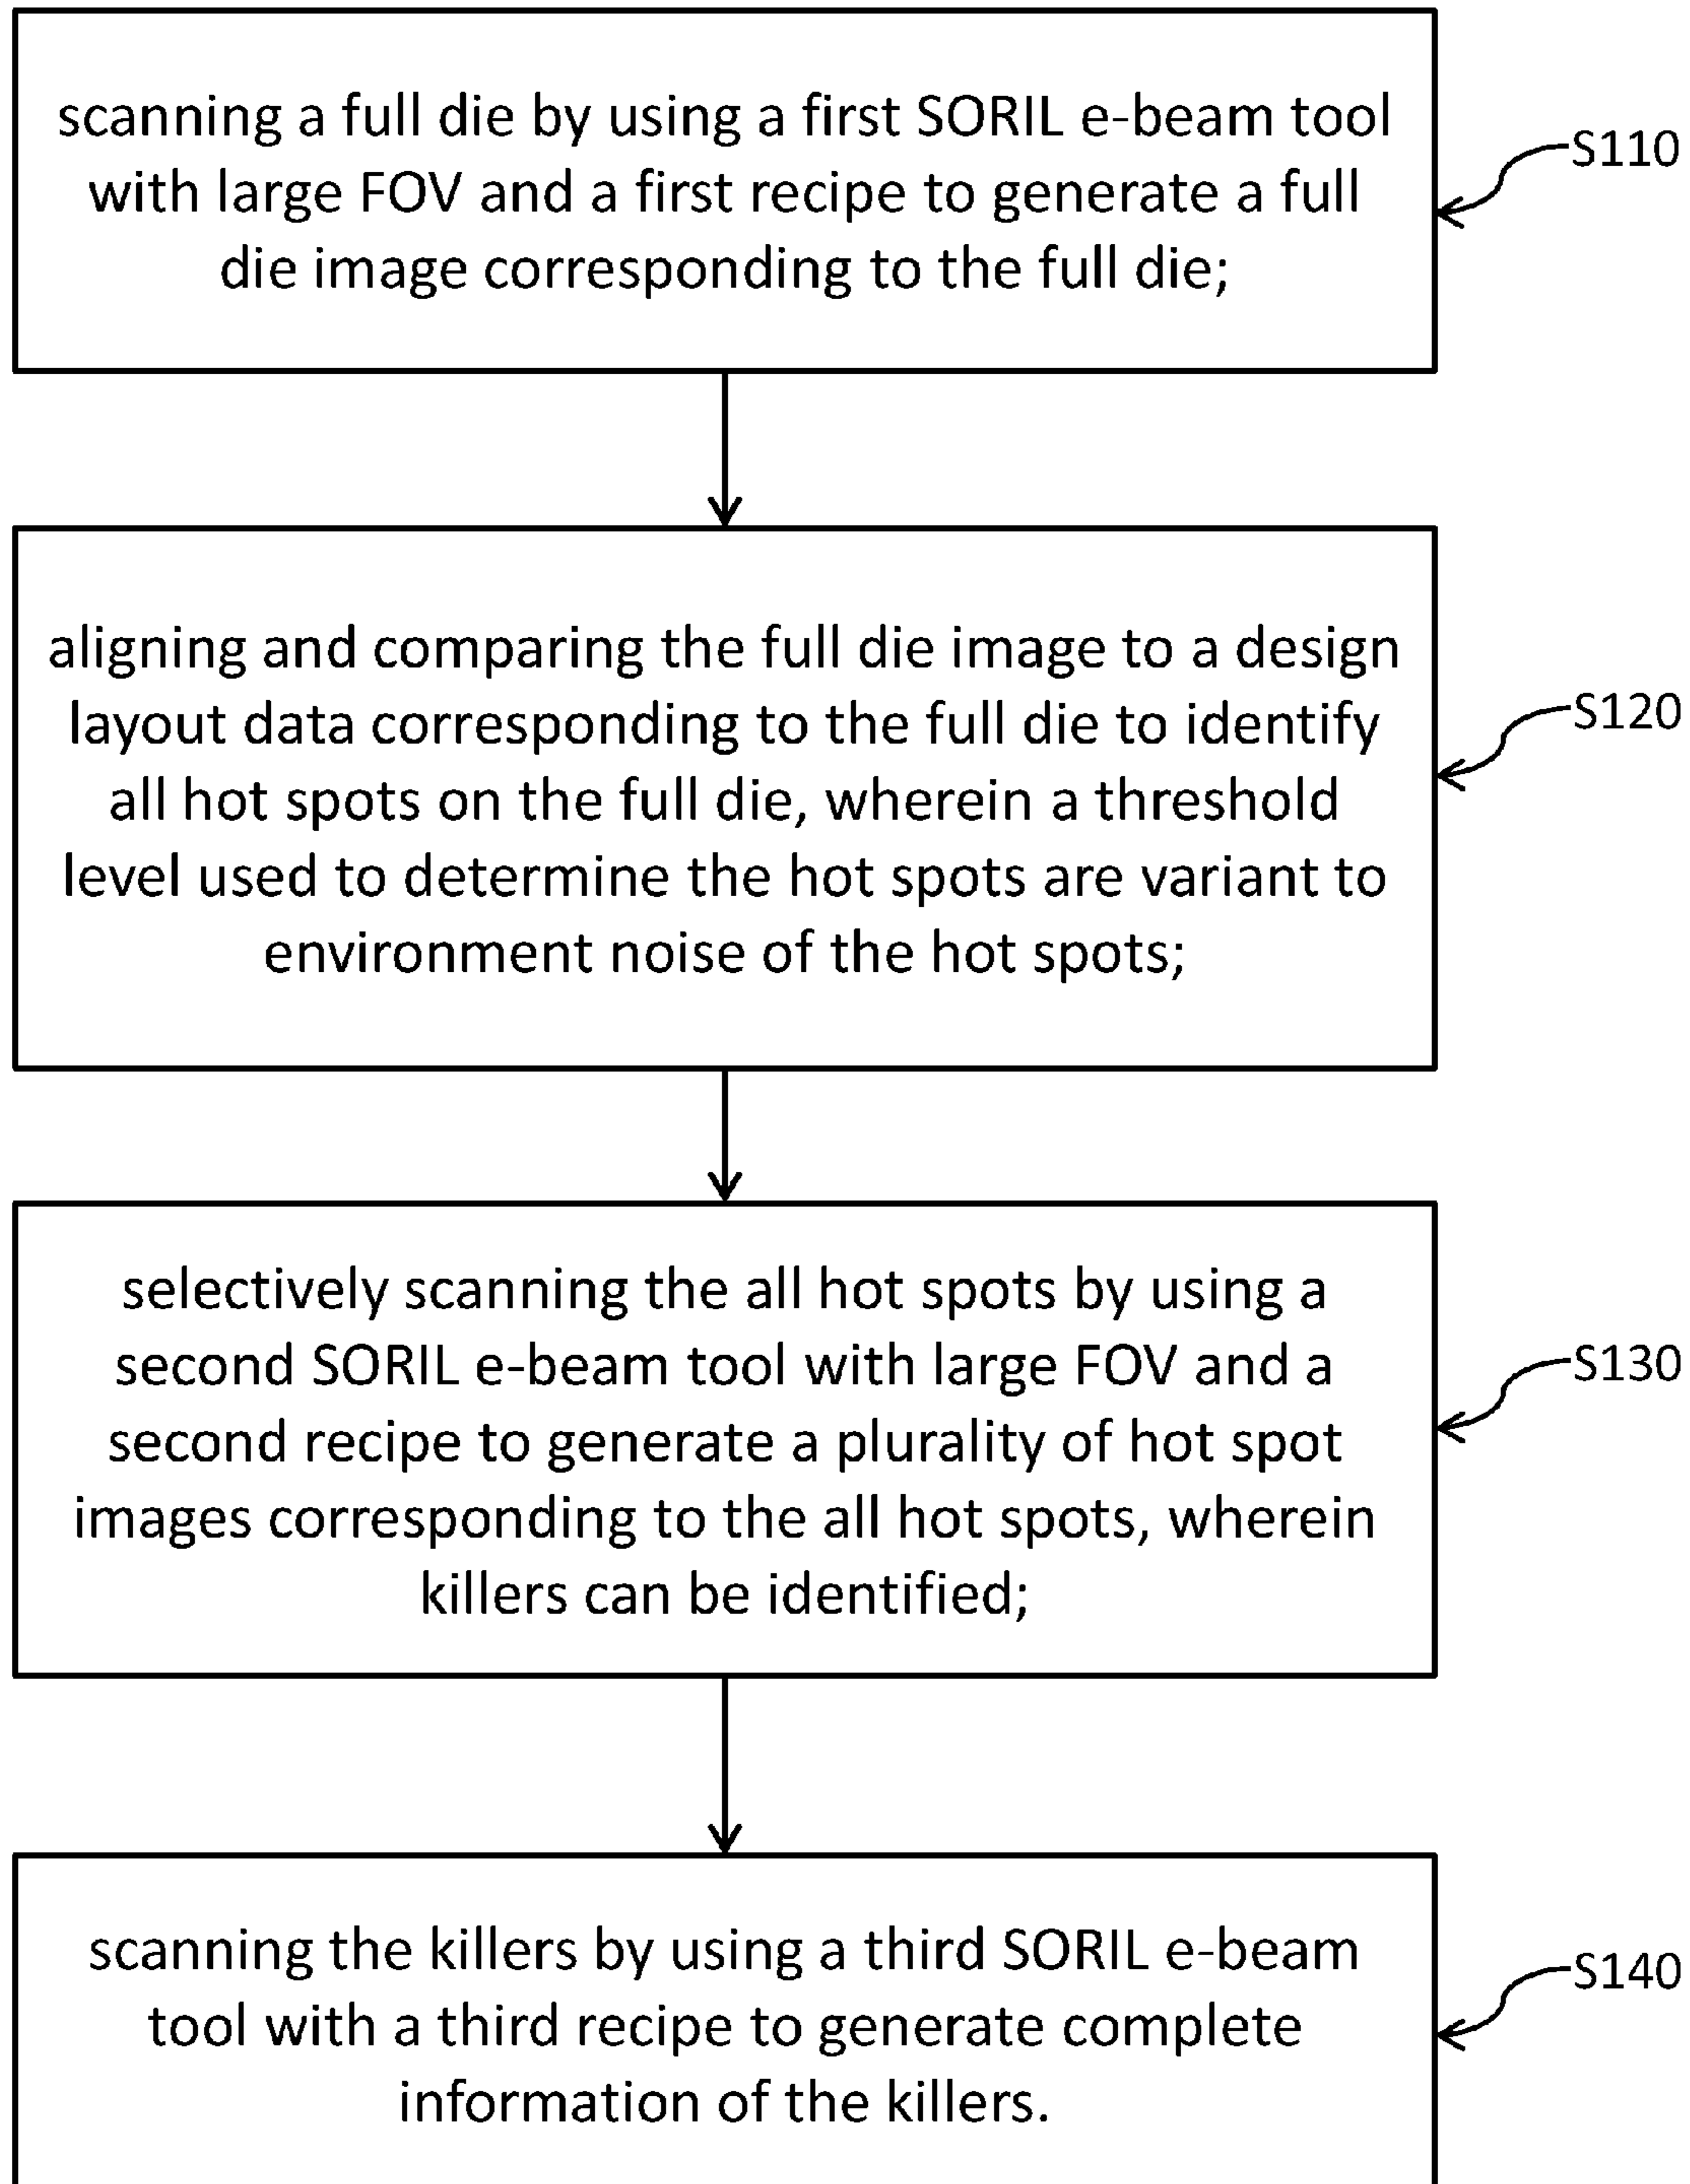 scanning a full die by using a first SORIL e-beam tool
with large FOV and a first recipe to generate a full
die image corresponding to the full die;
S110
aligning and comparing the full die image to a design
layout data corresponding to the full die to identify
all hot spots on the full die, wherein a threshold
level used to determine the hot spots are variant to
environment noise of the hot spots;
S120
selectively scanning the all hot spots by using a
second SORIL e-beam tool with large FOV and a
second recipe to generate a plurality of hot spot
images corresponding to the all hot spots, wherein
killers can be identified;
S130
scanning the killers by using a third SORIL e-beam
tool with a third recipe to generate complete
information of the killers.
S140